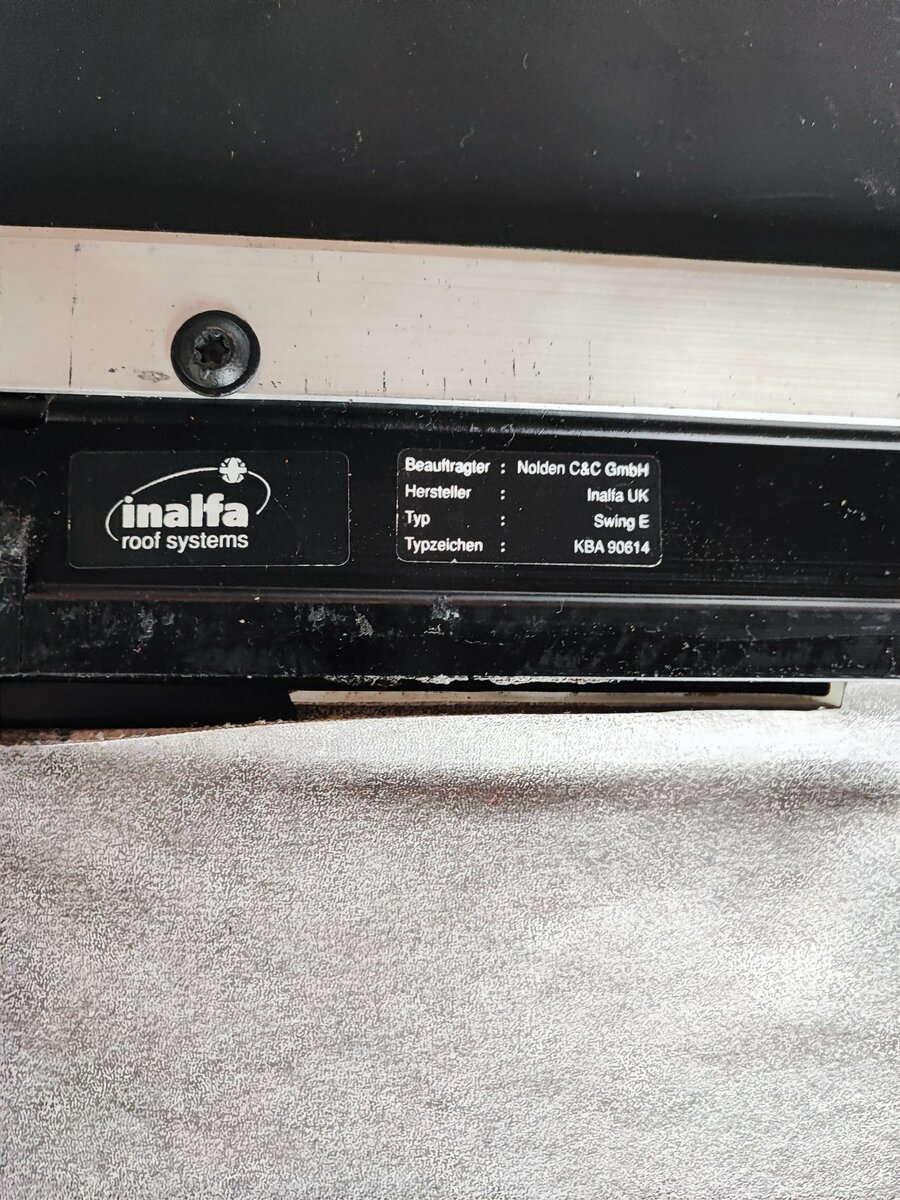 inalfa
roof systems
Beauftragter : Nolden C&C GmbH
Hersteller : Inalfa UK
Typ : Swing E
Typzeichen : KBA 90614